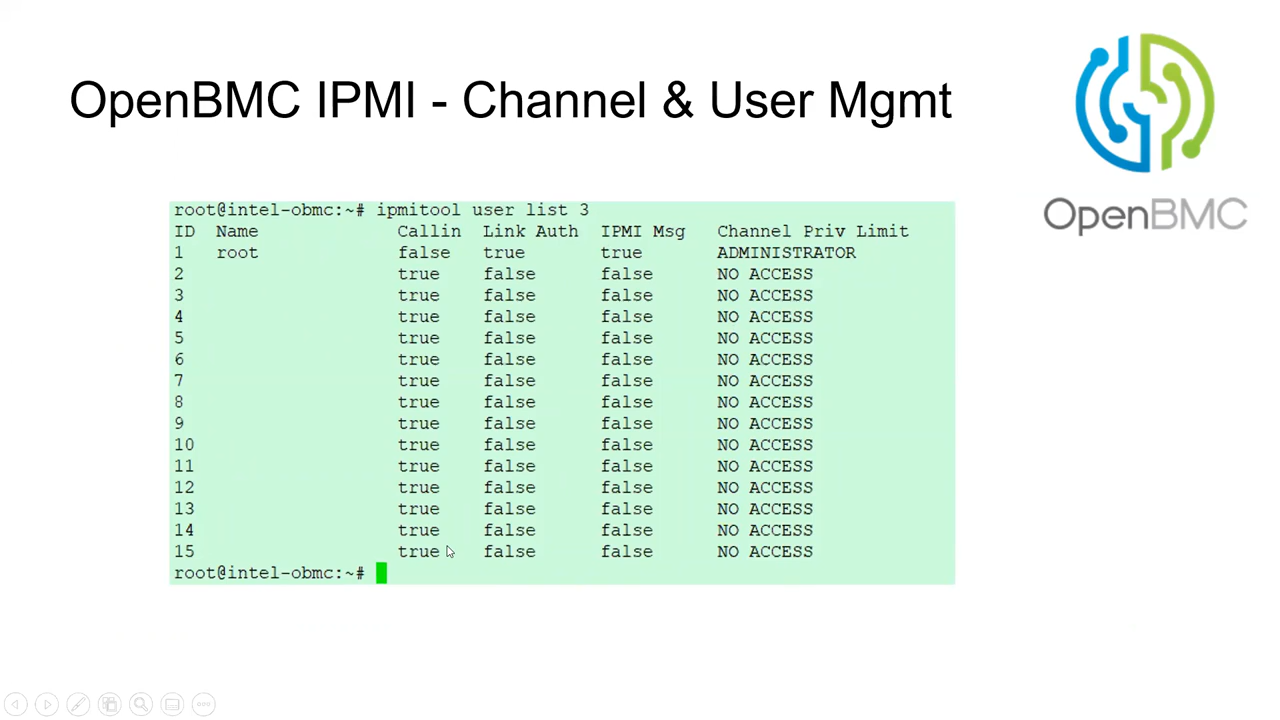 OpenBMC IPMI - Channel & User Mgmt
OpenBMC
root@intel-obmc:~# ipmitool user list 3
ID  Name             Callin  Link Auth  IPMI Msg   Channel Priv Limit
1   root             false   true       true       ADMINISTRATOR
2                    true    false      false      NO ACCESS
3                    true    false      false      NO ACCESS
4                    true    false      false      NO ACCESS
5                    true    false      false      NO ACCESS
6                    true    false      false      NO ACCESS
7                    true    false      false      NO ACCESS
8                    true    false      false      NO ACCESS
9                    true    false      false      NO ACCESS
10                   true    false      false      NO ACCESS
11                   true    false      false      NO ACCESS
12                   true    false      false      NO ACCESS
13                   true    false      false      NO ACCESS
14                   true    false      false      NO ACCESS
15                   true    false      false      NO ACCESS
root@intel-obmc:~#